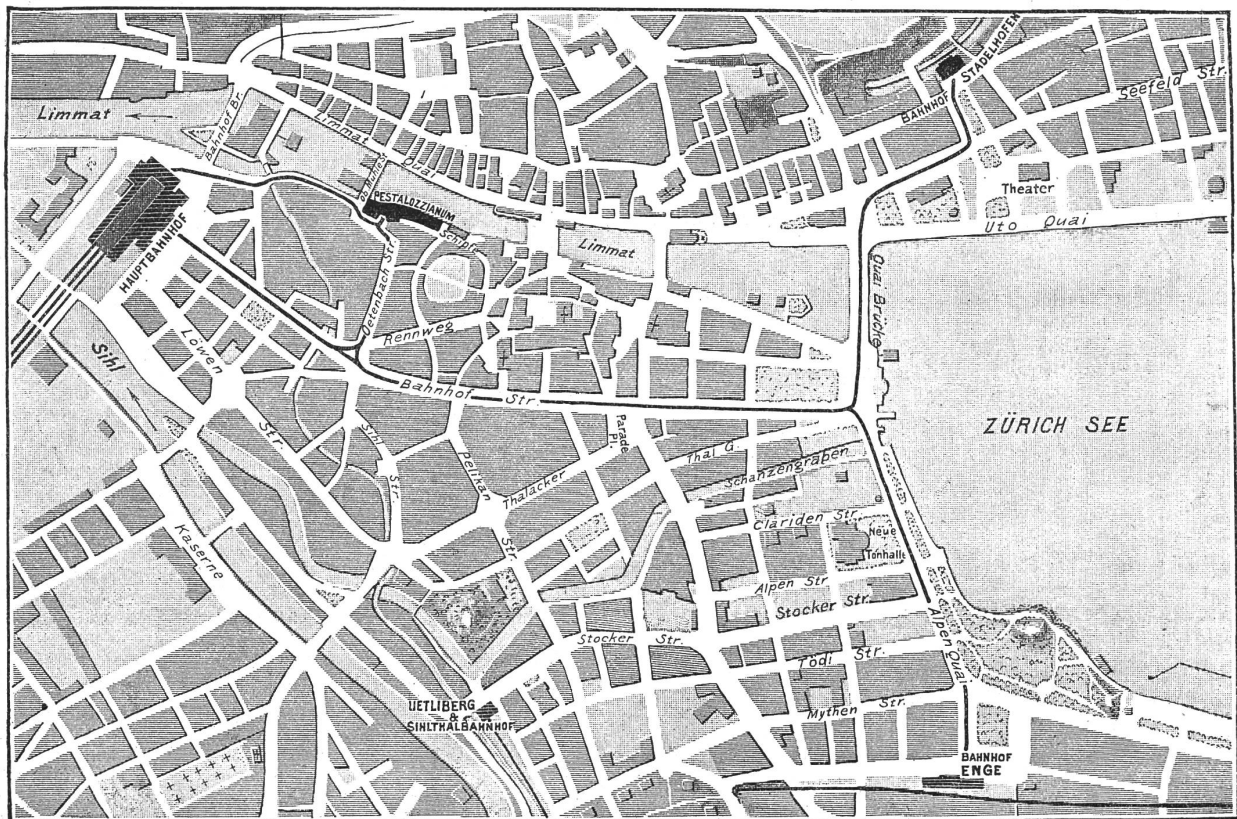 STADELHOFEN
BAHNHOF
Seefeld Str.
Limmat
Bahnhof Br.
Limmat Quai
PESTALOZZIANUM
Schipfe
Theater
Uto Quai
HAUPTBAHNHOF
Limmat
Quai Brücke
Oetenbach Str.
Rennweg
Löwen
Str
Sihl
Bahnhof Str.
ZÜRICH SEE
Parade
Pl.
Sihl
Str.
Pelikan
Str
Thalacker
Thal G.
Schanzengraben
Clariden Str.
Neue
Tonhalle
Kaserne
Alpen Str
Stocker Str.
Stocker Str.
Alpen Quai
Tödi Str.
UETLIBERG
&
SIHLTHALBAHNHOF
Mythen Str.
BAHNHOF
ENGE